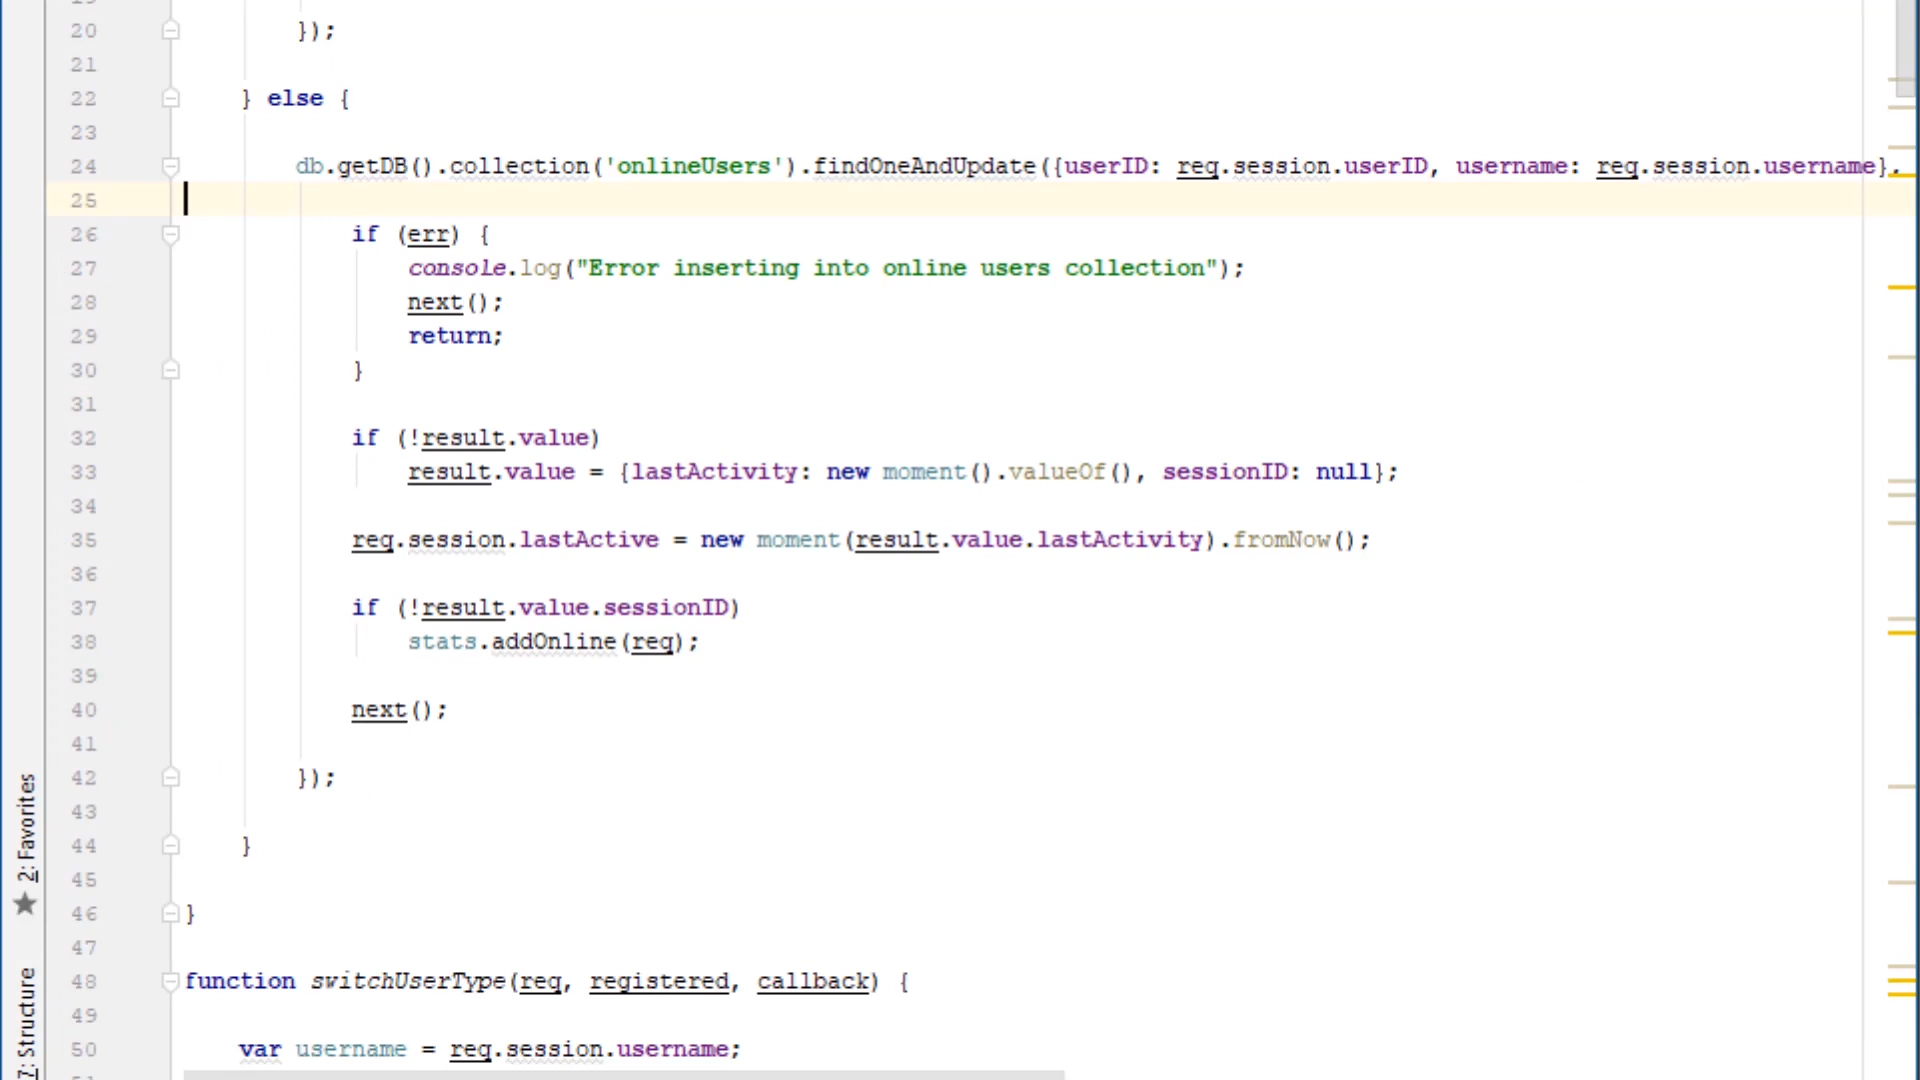 20 });
21
22 } else {
23
24 db.getDB().collection('onlineUsers').findOneAndUpdate({userID: req.session.userID, username: req.session.username},
25
26 if (err) {
27 console.log("Error inserting into online users collection");
28 next();
29 return;
30 }
31
32 if (!result.value)
33 result.value = {lastActivity: new moment().valueOf(), sessionID: null};
34
35 req.session.lastActive = new moment(result.value.lastActivity).fromNow();
36
37 if (!result.value.sessionID)
38 stats.addOnline(req);
39
40 next();
41
42 });
43
44 }
45
46 }
47
48 function switchUserType(req, registered, callback) {
49
50 var username = req.session.username;
2: Favorites
7: Structure